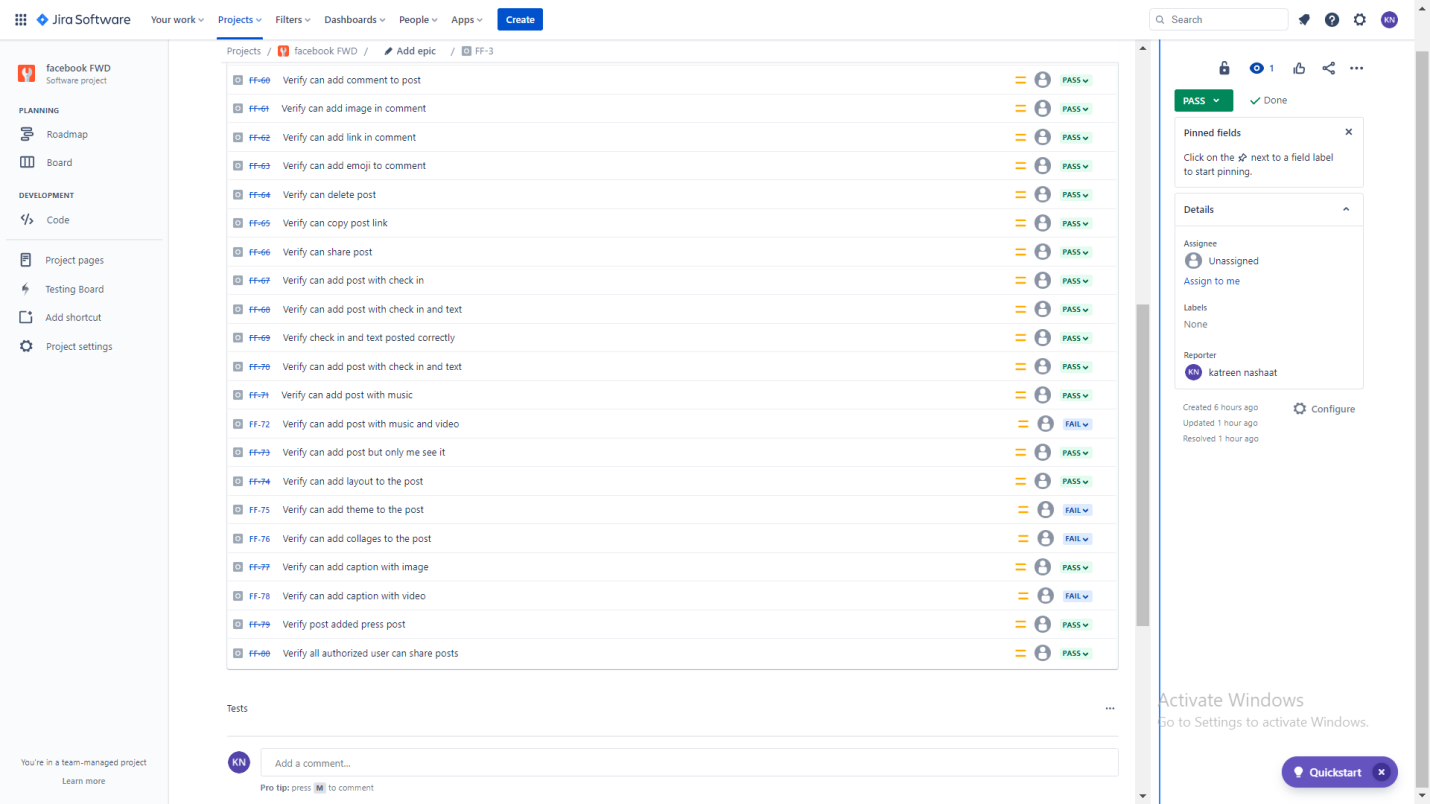 Jira Software Your work Projects Filters Dashboards People Apps Create Search KN
facebook FWD
Software project
PLANNING
Roadmap
Board
DEVELOPMENT
Code
Project pages
Testing Board
Add shortcut
Project settings
You're in a team-managed project
Learn more
Projects / facebook FWD / Add epic / FF-3
FF-60 Verify can add comment to post PASS
FF-61 Verify can add image in comment PASS
FF-62 Verify can add link in comment PASS
FF-63 Verify can add emoji to comment PASS
FF-64 Verify can delete post PASS
FF-65 Verify can copy post link PASS
FF-66 Verify can share post PASS
FF-67 Verify can add post with check in PASS
FF-68 Verify can add post with check in and text PASS
FF-69 Verify check in and text posted correctly PASS
FF-70 Verify can add post with check in and text PASS
FF-71 Verify can add post with music PASS
FF-72 Verify can add post with music and video FAIL
FF-73 Verify can add post but only me see it PASS
FF-74 Verify can add layout to the post PASS
FF-75 Verify can add theme to the post FAIL
FF-76 Verify can add collages to the post FAIL
FF-77 Verify can add caption with image PASS
FF-78 Verify can add caption with video FAIL
FF-79 Verify post added press post PASS
FF-80 Verify all authorized user can share posts PASS
Tests
KN Add a comment...
Pro tip: press M to comment
1
PASS Done
Pinned fields
Click on the next to a field label
to start pinning.
Details
Assignee
Unassigned
Assign to me
Labels
None
Reporter
KN katreen nashaat
Created 6 hours ago Configure
Updated 1 hour ago
Resolved 1 hour ago
Activate Windows
Go to Settings to activate Windows.
Quickstart